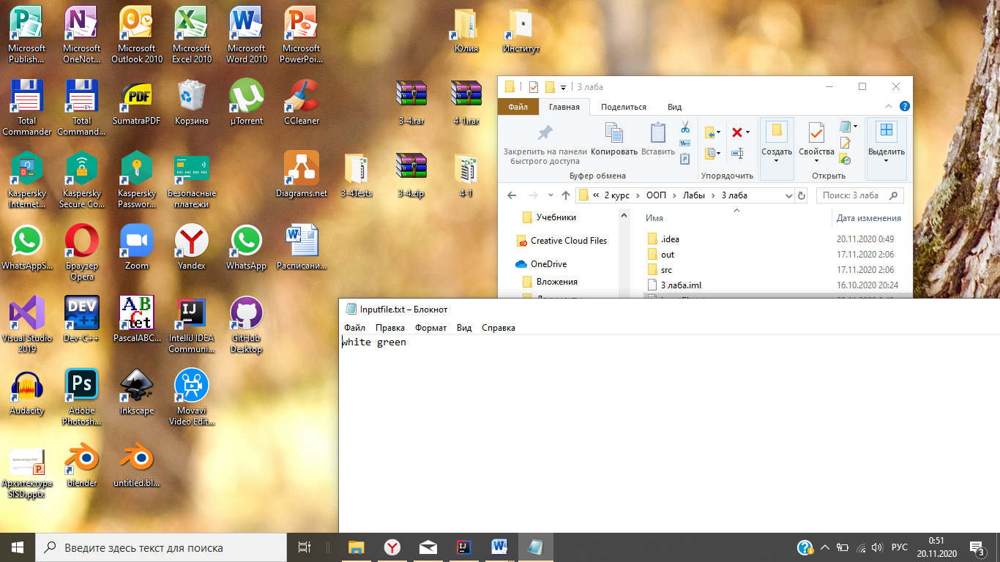 Microsoft Publish...
Microsoft OneNot...
Microsoft Outlook 2010
Microsoft Excel 2010
Microsoft Word 2010
Microsoft PowerPoi...
Юлия
Институт
Total Commander
Total Command...
SumatraPDF
Корзина
µTorrent
CCleaner
3-4.rar
4-1.rar
Kaspersky Internet...
Kaspersky Secure Co...
Kaspersky Passwor...
Безопасные платежи
Diagrams.net
3-4Tests
3-4.zip
4-1
WhatsAppS...
Браузер Opera
Zoom
Yandex
WhatsApp
Расписани...
Visual Studio 2019
Dev-C++
PascalABC...
IntelliJ IDEA Communi...
GitHub Desktop
Audacity
Adobe Photosh...
Inkscape
Movavi Video Edit...
Архитектура SISD.pptx
blender
untitled.bl...
3 лаба
Файл
Главная
Поделиться
Вид
Закрепить на панели быстрого доступа
Копировать
Вставить
Создать
Свойства
Выделить
Буфер обмена
Упорядочить
Открыть
« 2 курс › ООП › Лабы › 3 лаба
Поиск: 3 лаба
Учебники
Creative Cloud Files
OneDrive
Вложения
Имя
Дата изменения
.idea
20.11.2020 0:49
out
17.11.2020 2:06
src
17.11.2020 2:06
3 лаба.iml
16.10.2020 20:24
Inputfile.txt – Блокнот
Файл
Правка
Формат
Вид
Справка
white green
Введите здесь текст для поиска
РУС
0:51
20.11.2020
3